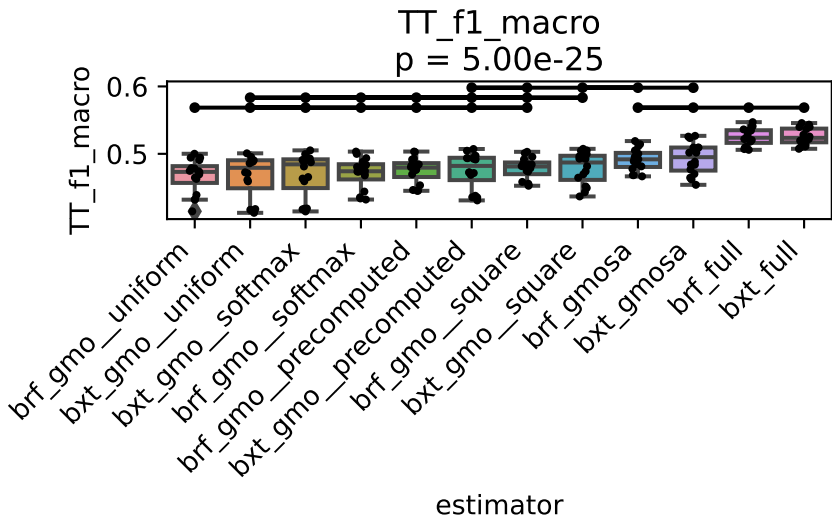 TT_f1_macro
p = 5.00e-25
TT_f1_macro
0.6
0.5
brf_gmo__uniform
bxt_gmo__uniform
bxt_gmo__softmax
brf_gmo__softmax
brf_gmo__precomputed
bxt_gmo__precomputed
brf_gmo__square
bxt_gmo__square
brf_gmosa
bxt_gmosa
brf_full
bxt_full
estimator